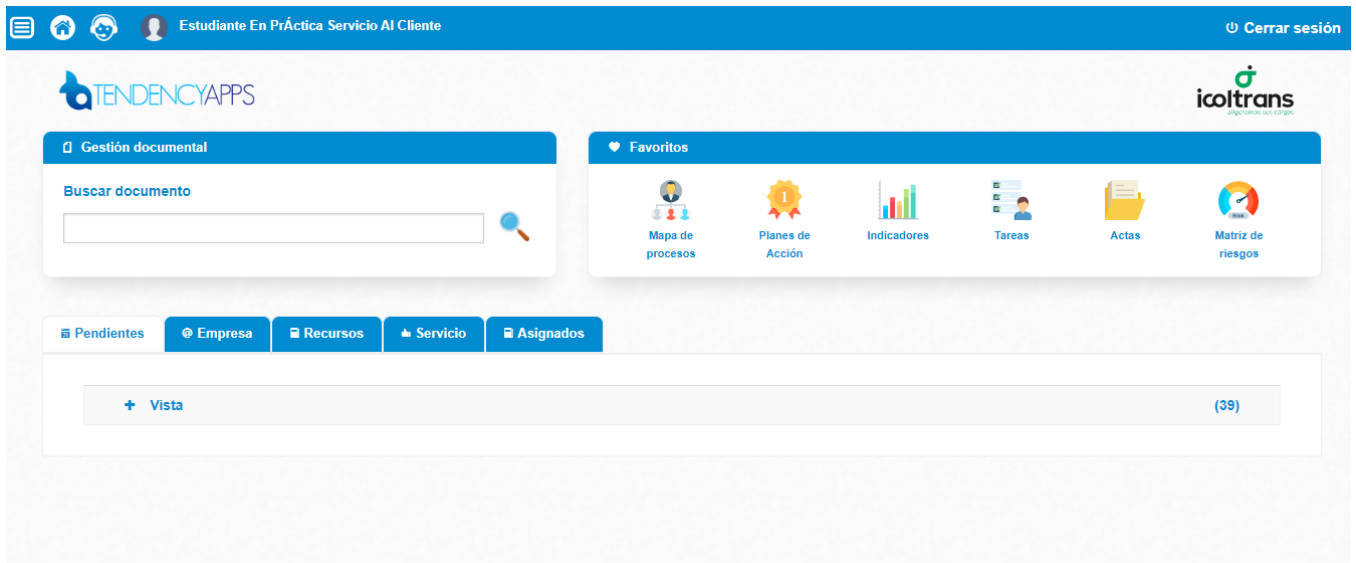 Estudiante En PrÁctica Servicio Al Cliente
Cerrar sesión
TENDENCYAPPS
icoltrans
Gestión documental
Favoritos
Buscar documento
Mapa de
procesos
Planes de
Acción
Indicadores
Tareas
Actas
Matriz de
riesgos
Pendientes
Empresa
Recursos
Servicio
Asignados
+ Vista
(39)